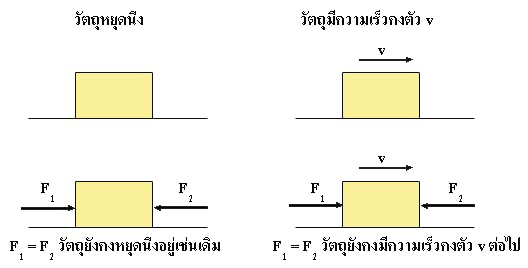 วัตถุหยุดนิ่ง
วัตถุมีความเร็วคงตัว v
v
v
F1
F2
F1
F2
F1 = F2 วัตถุยังคงหยุดนิ่งอยู่เช่นเดิม
F1 = F2 วัตถุยังคงมีความเร็วคงตัว v ต่อไป